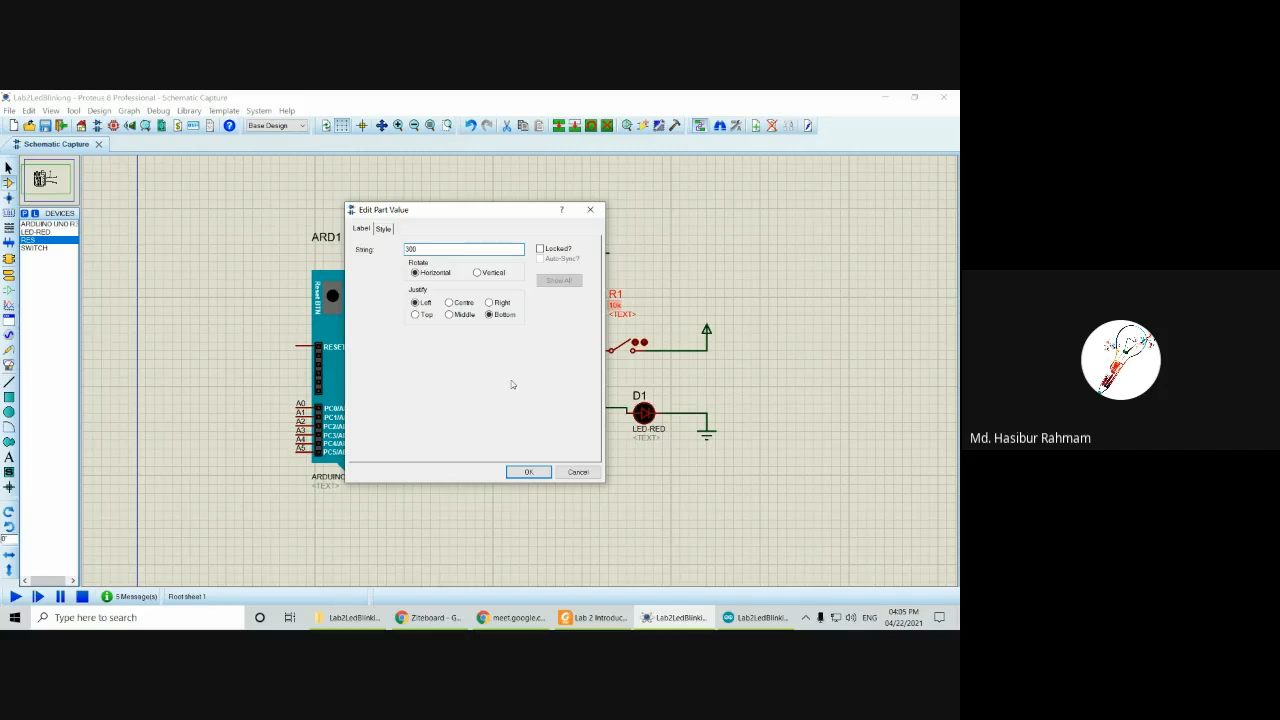 Lab2LedBlinking - Proteus 8 Professional - Schematic Capture
File Edit View Tool Design Graph Debug Library Template System Help
Base Design
Schematic Capture
P L DEVICES
ARDUINO UNO R3
LED-RED
RES
SWITCH
Edit Part Value
? 
Label Style
String: 300
Locked?
Auto-Sync?
Rotate
Horizontal Vertical
Show All
Justify
Left Centre Right
Top Middle Bottom
OK Cancel
ARD1
Reset BTN
RESET
A0
A1
A2
A3
A4
A5
PC0/A
PC1/A
PC2/A
PC3/A
PC4/A
PC5/A
ARDUINO
<TEXT>
R1
10k
<TEXT>
D1
LED-RED
<TEXT>
Md. Hasibur Rahmam
0°
5 Message(s) Root sheet 1
Type here to search
Lab2LedBlinki... Ziteboard - G... meet.google.c... Lab 2 Introduc... Lab2LedBlinki... Lab2LedBlinki...
ENG
04:05 PM
04/22/2021